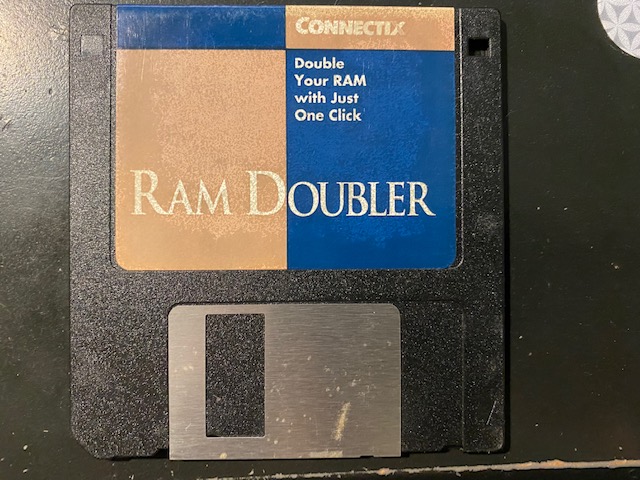 CONNECTIX
Double
Your RAM
with Just
One Click
RAM DOUBLER